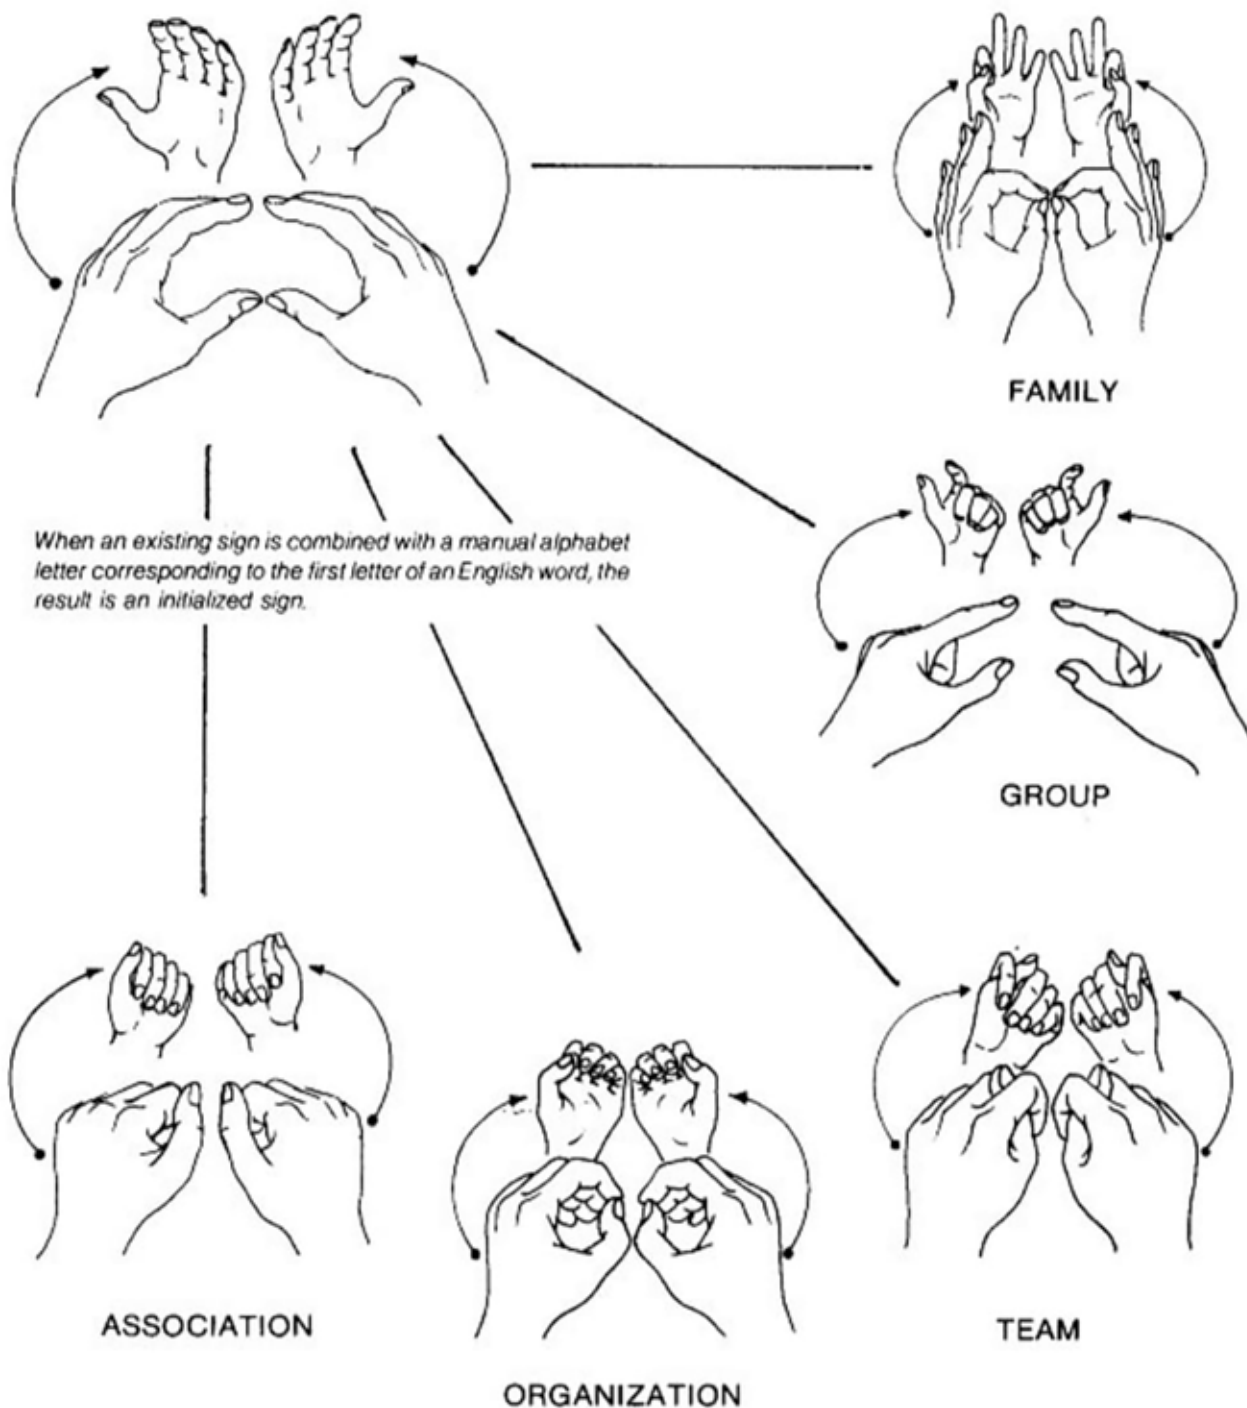 FAMILY
When an existing sign is combined with a manual alphabet
letter corresponding to the first letter of an English word, the
result is an initialized sign.
GROUP
ASSOCIATION
TEAM
ORGANIZATION